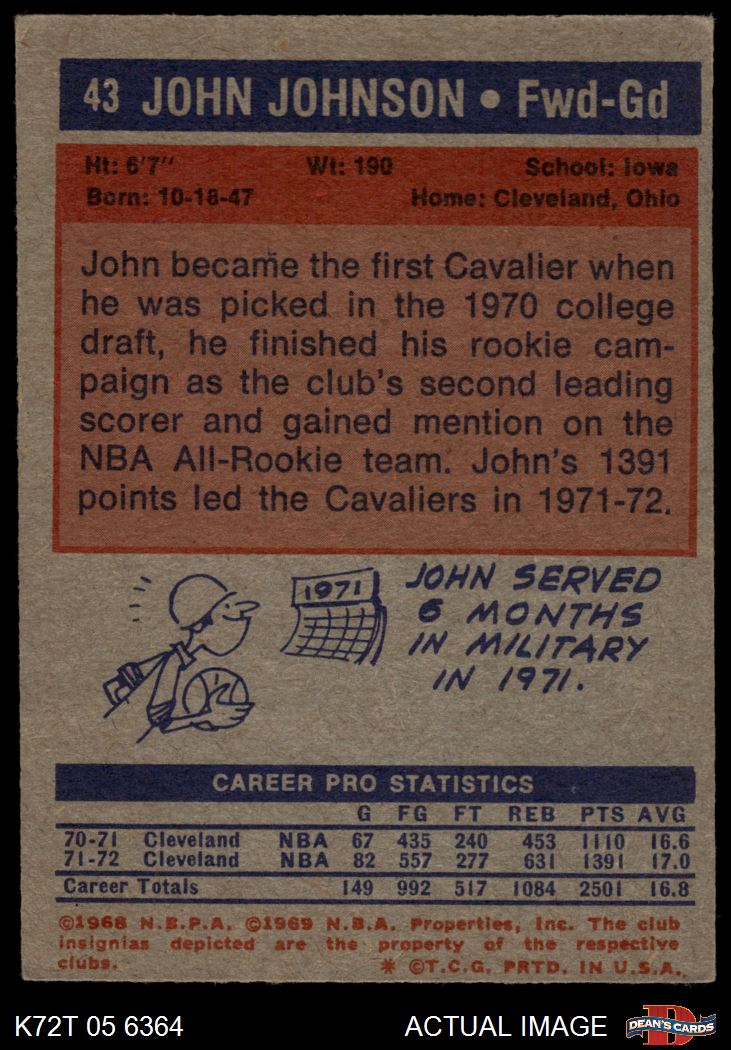 43 JOHN JOHNSON • Fwd-Gd
Ht: 6'7" Wt: 190 School: Iowa
Born: 10-18-47 Home: Cleveland, Ohio
John became the first Cavalier when
he was picked in the 1970 college
draft, he finished his rookie cam-
paign as the club's second leading
scorer and gained mention on the
NBA All-Rookie team. John's 1391
points led the Cavaliers in 1971-72.
1971
JOHN SERVED
6 MONTHS
IN MILITARY
IN 1971.
CAREER PRO STATISTICS
G FG FT REB PTS AVG
70-71 Cleveland NBA 67 435 240 453 1110 16.6
71-72 Cleveland NBA 82 557 277 631 1391 17.0
Career Totals 149 992 517 1084 2501 16.8
©1968 N.B.P.A. ©1969 N.B.A. Properties, Inc. The club
insignias depicted are the property of the respective
clubs. * ©T.C.G. PRTD. IN U.S.A.
K72T 05 6364 ACTUAL IMAGE
D
DEAN'S CARDS